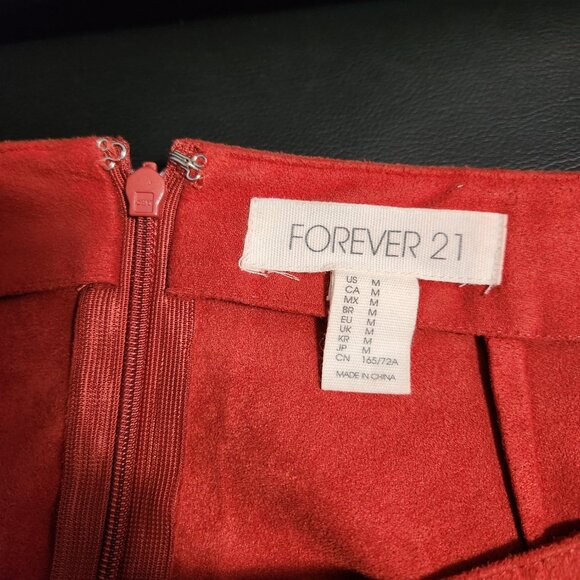 FOREVER 21
US M
CA M
MX M
BR M
EU M
UK M
KR M
JP M
CN 165/72A
MADE IN CHINA